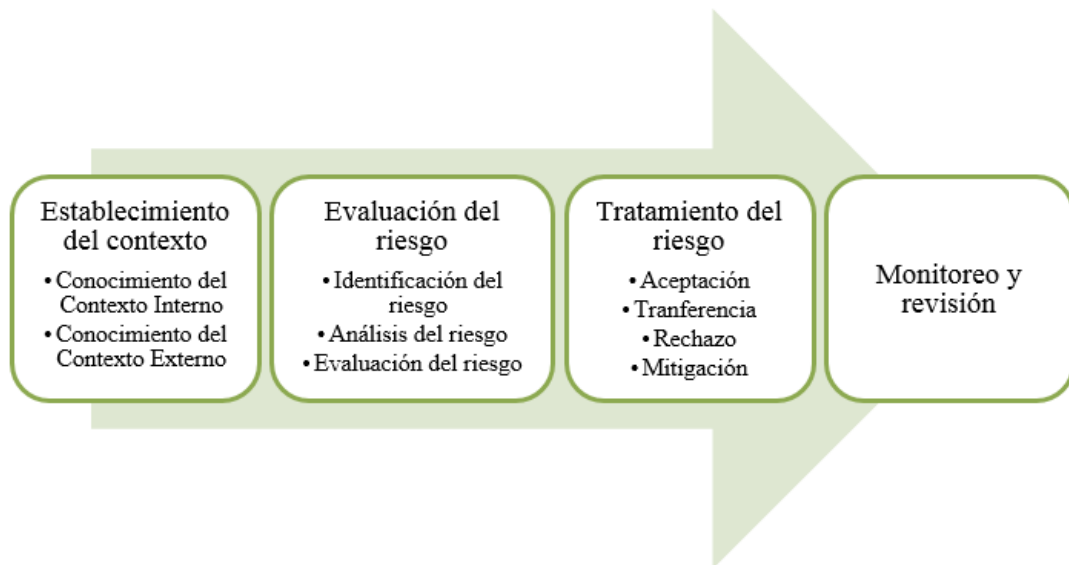 Establecimiento
del contexto
• Conocimiento del
Contexto Interno
• Conocimiento del
Contexto Externo
Evaluación del
riesgo
• Identificación del
riesgo
• Análisis del riesgo
• Evaluación del riesgo
Tratamiento del
riesgo
• Aceptación
• Tranferencia
• Rechazo
• Mitigación
Monitoreo y
revisión